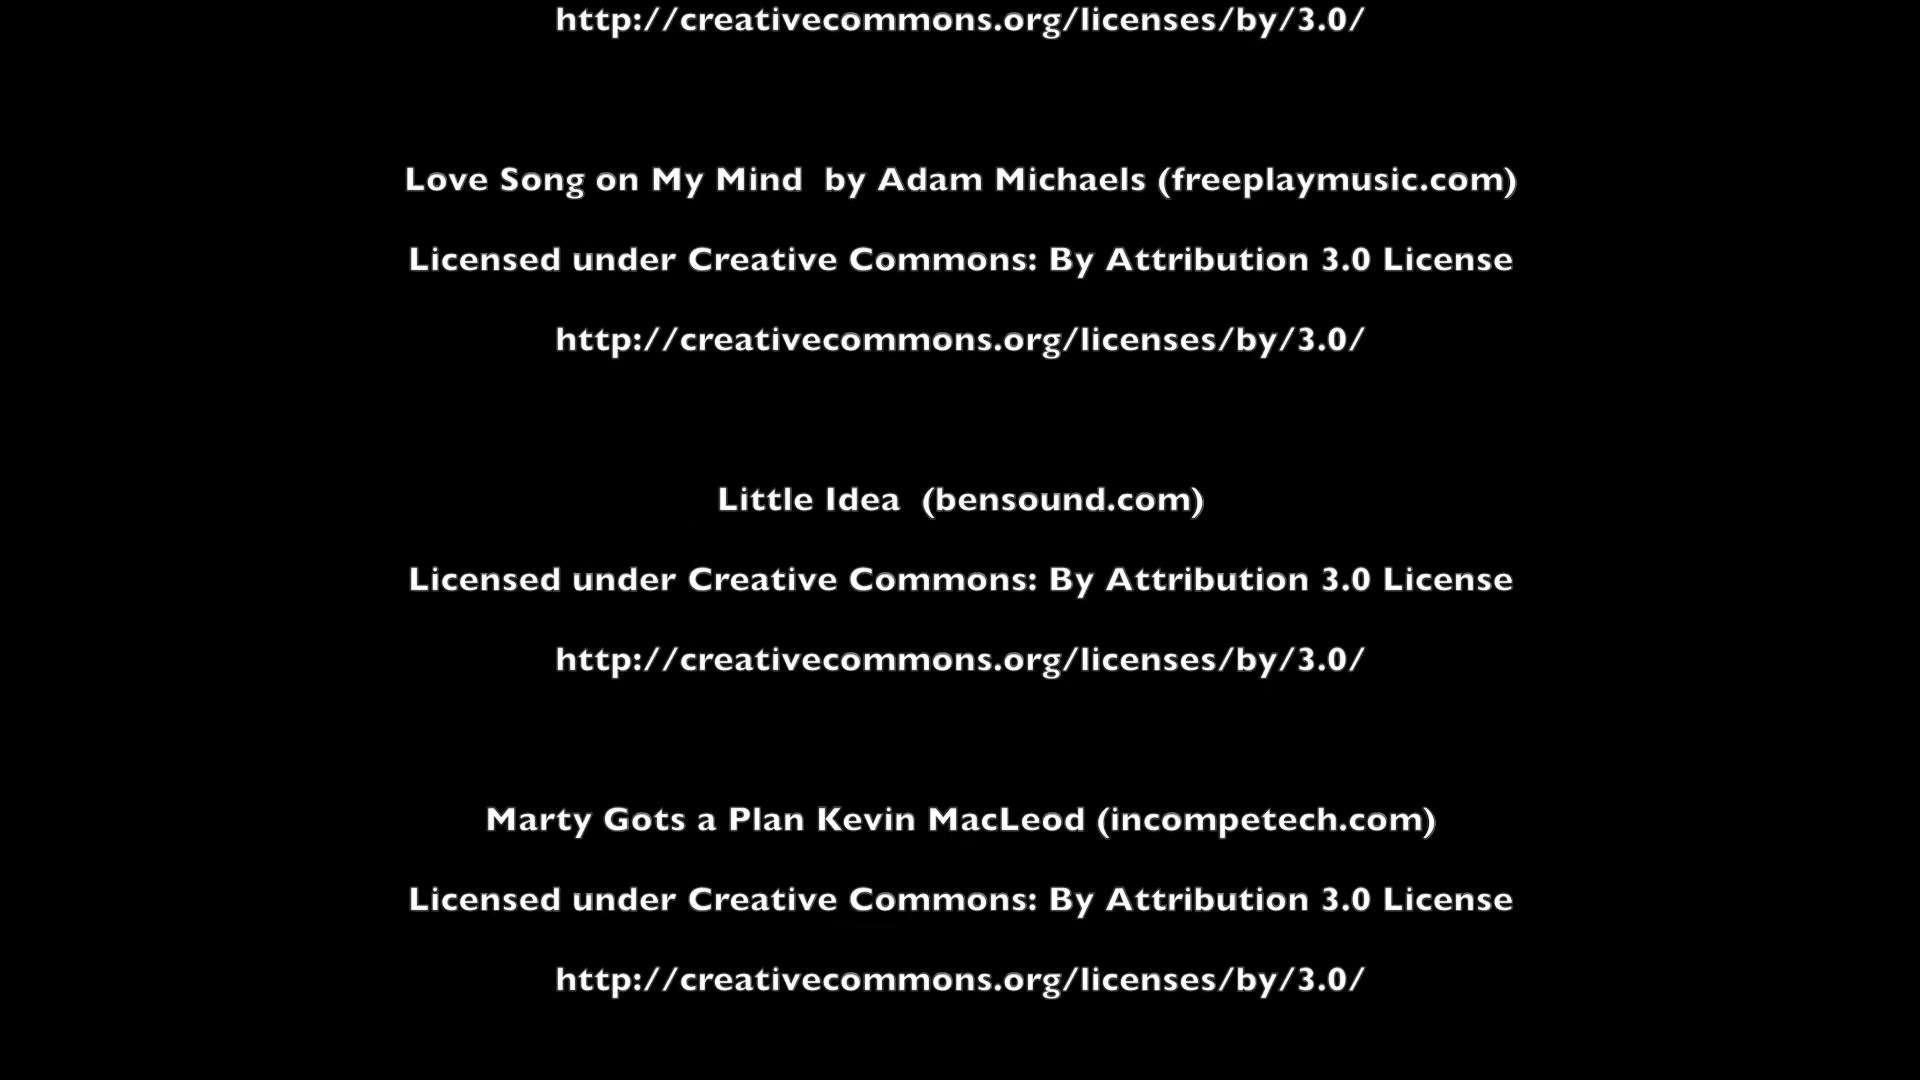 http://creativecommons.org/licenses/by/3.0/
Love Song on My Mind  by Adam Michaels (freeplaymusic.com)
Licensed under Creative Commons: By Attribution 3.0 License
http://creativecommons.org/licenses/by/3.0/
Little Idea  (bensound.com)
Licensed under Creative Commons: By Attribution 3.0 License
http://creativecommons.org/licenses/by/3.0/
Marty Gots a Plan Kevin MacLeod (incompetech.com)
Licensed under Creative Commons: By Attribution 3.0 License
http://creativecommons.org/licenses/by/3.0/